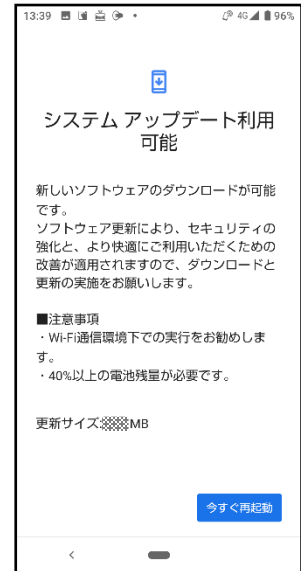 13:39 4G 96%
システム アップデート利用
可能
新しいソフトウェアのダウンロードが可能
です。
ソフトウェア更新により、セキュリティの
強化と、より快適にご利用いただくための
改善が適用されますので、ダウンロードと
更新の実施をお願いします。
■注意事項
・Wi-Fi通信環境下での実行をお勧めしま
す。
・40%以上の電池残量が必要です。
更新サイズ: MB
今すぐ再起動